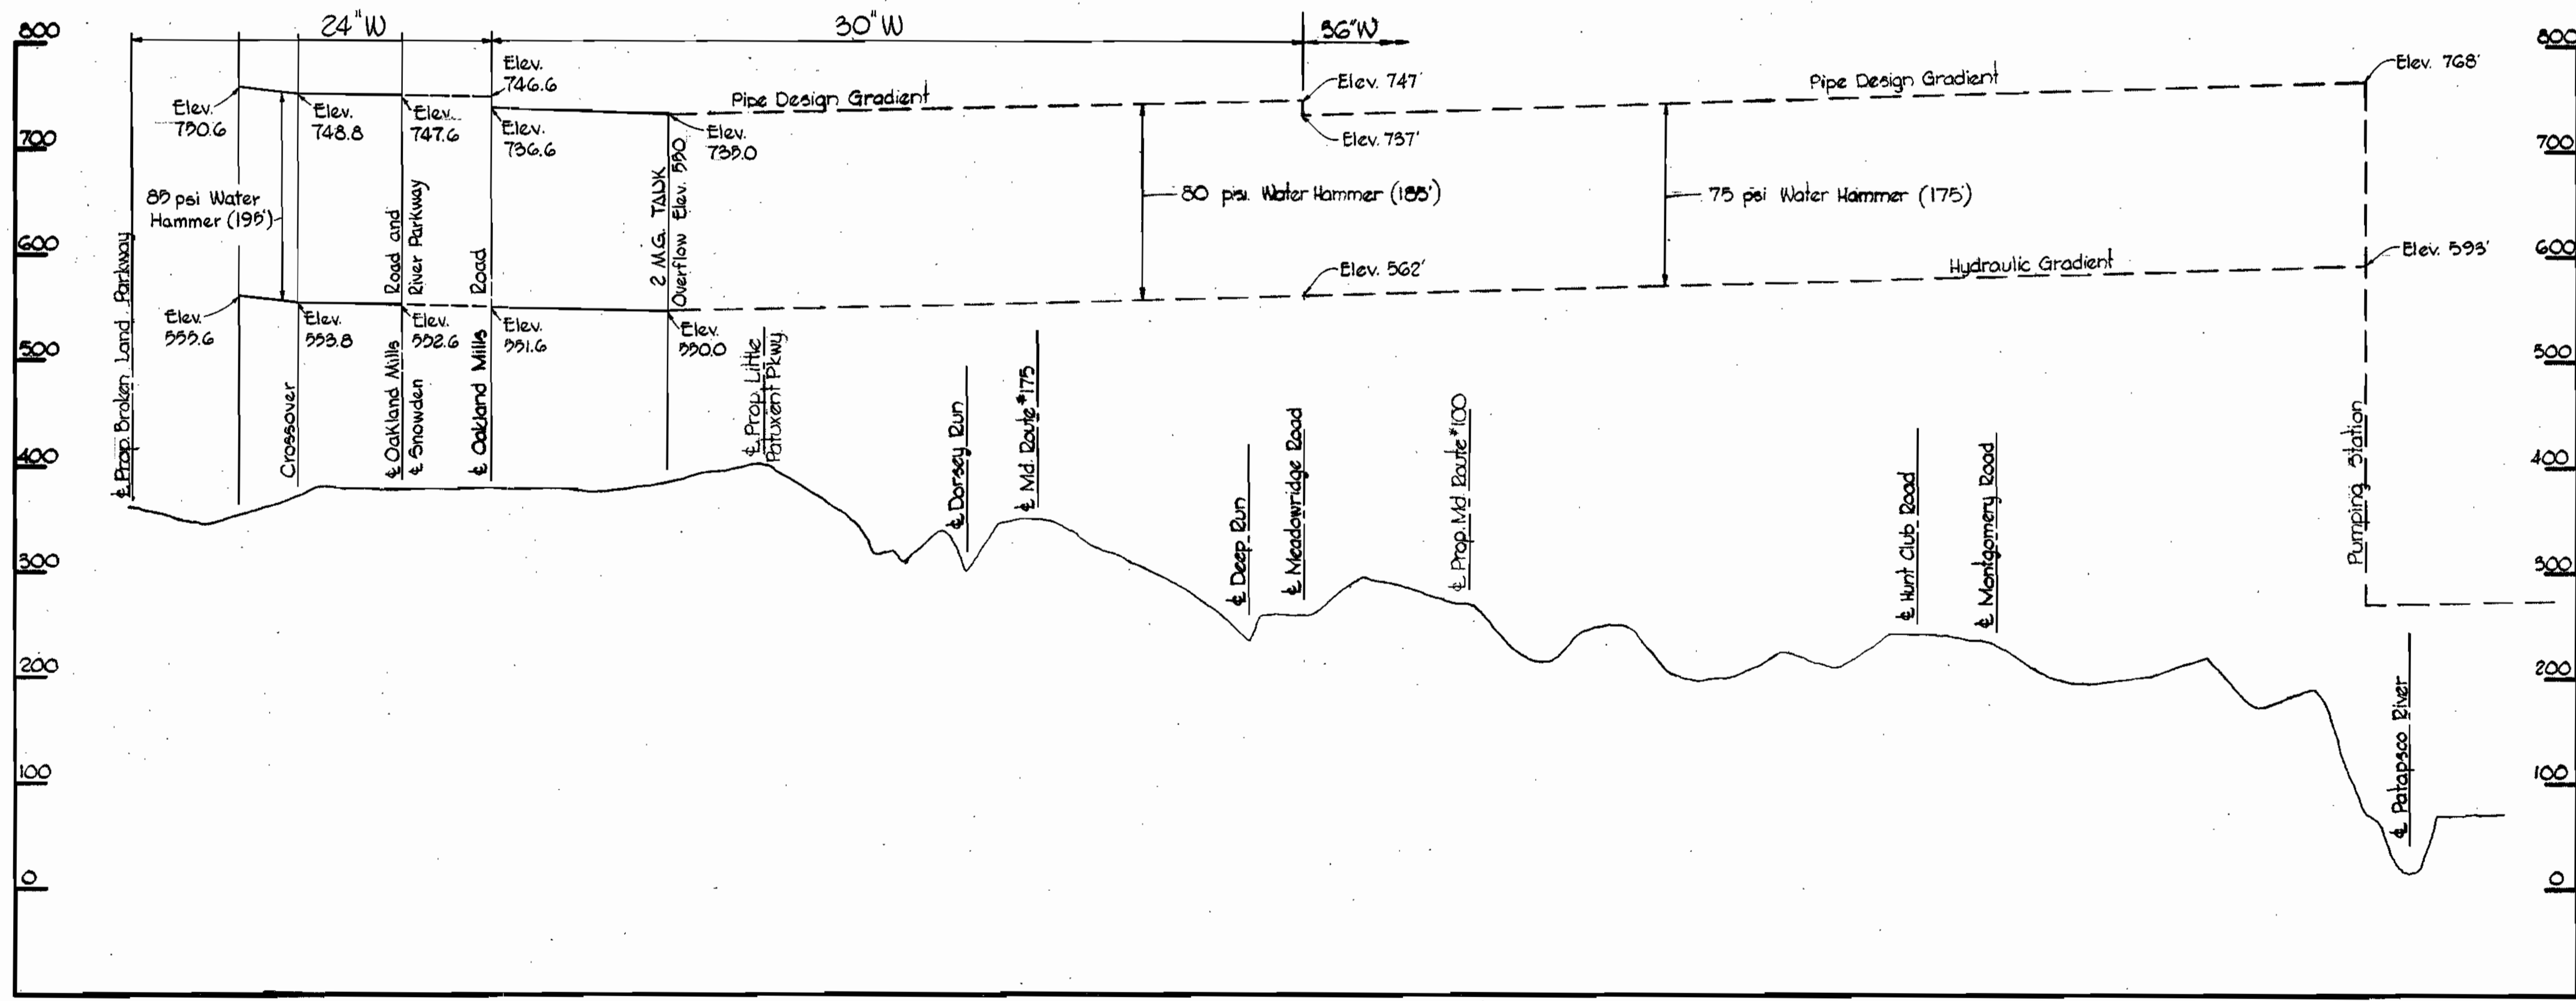 24"W
30"W
36"W
800
700
600
500
400
300
200
100
0
800
700
600
500
400
300
200
100
0
Elev.
750.6
Elev.
748.8
Elev.
747.6
Elev.
746.6
Elev.
736.6
Elev.
735.0
Pipe Design Gradient
Elev. 747'
Elev. 737'
Pipe Design Gradient
Elev. 768'
85 psi Water
Hammer (195')
80 psi. Water Hammer (185')
75 psi Water Hammer (175')
Elev. 562'
Hydraulic Gradient
Elev. 593'
Elev.
555.6
Elev.
553.8
Elev.
552.6
Elev.
551.6
Elev.
550.0
℄ Prop. Broken Land Parkway
Crossover
℄ Oakland Mills Road and
℄ Snowden River Parkway
℄ Oakland Mills Road
2 M.G. TANK
Overflow Elev. 550
℄ Prop. Little
Patuxent Pkwy.
℄ Dorsey Run
℄ Md. Route #175
℄ Deep Run
℄ Meadowridge Road
℄ Prop. Md. Route #100
℄ Hunt Club Road
℄ Montgomery Road
Pumping Station
℄ Patapsco River